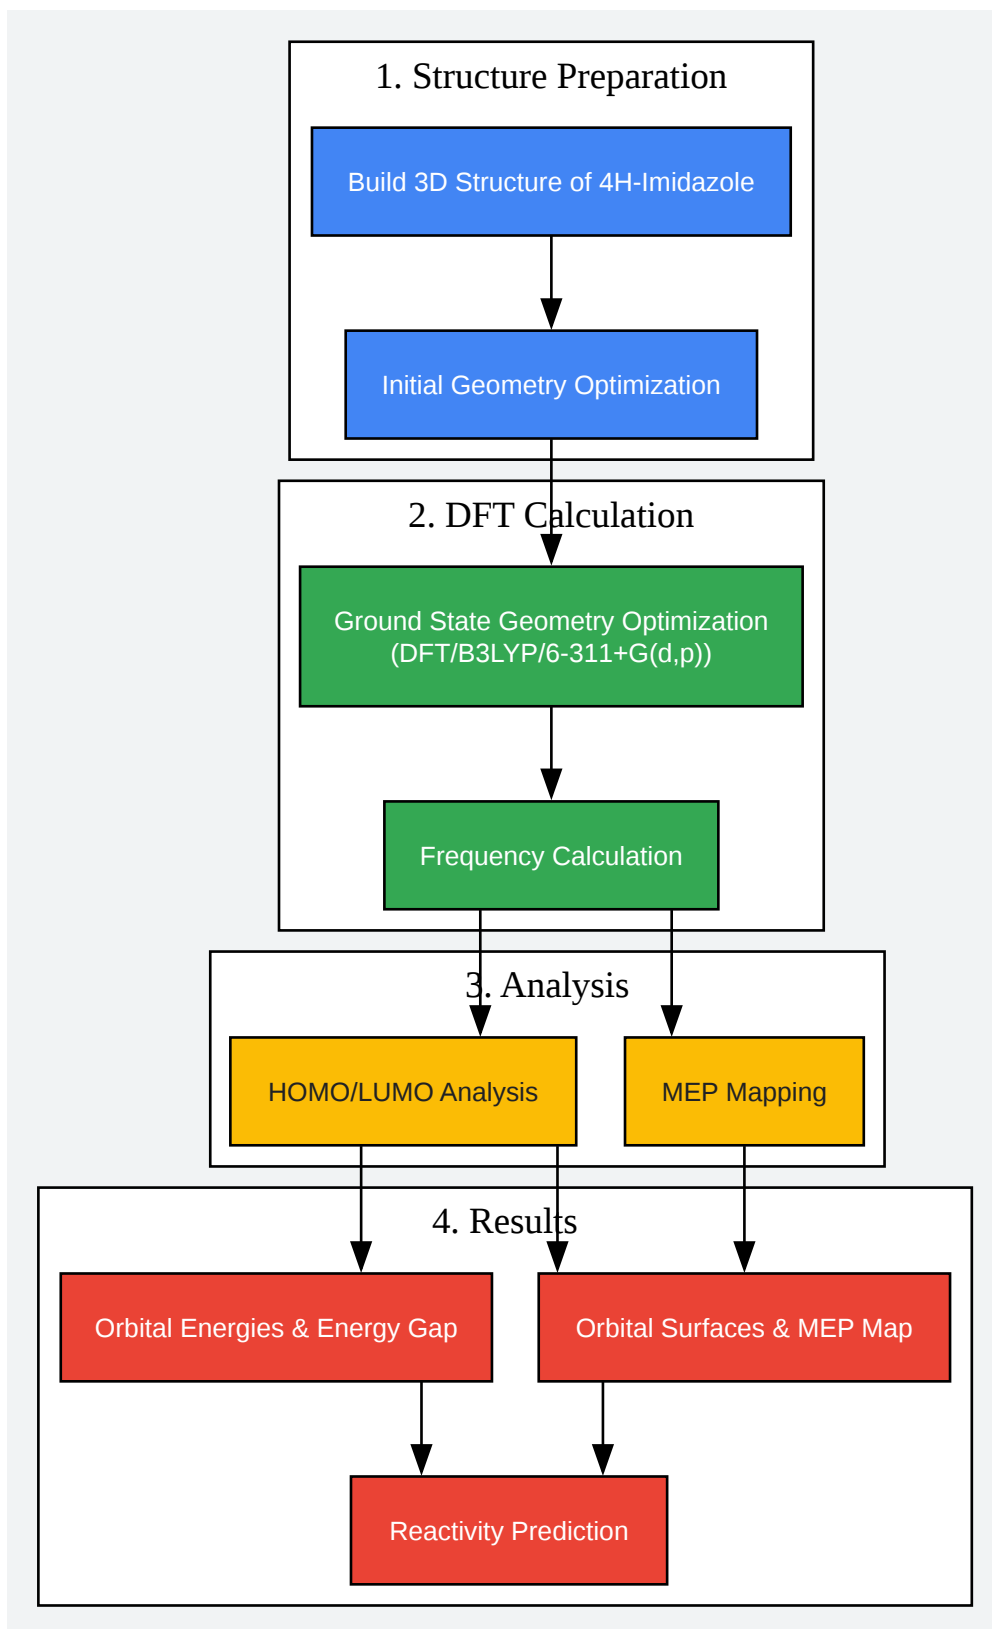 1. Structure Preparation
Build 3D Structure of 4H-Imidazole
Initial Geometry Optimization
2. DFT Calculation
Ground State Geometry Optimization
(DFT/B3LYP/6-311+G(d,p))
Frequency Calculation
3. Analysis
HOMO/LUMO Analysis
MEP Mapping
4. Results
Orbital Energies & Energy Gap
Orbital Surfaces & MEP Map
Reactivity Prediction